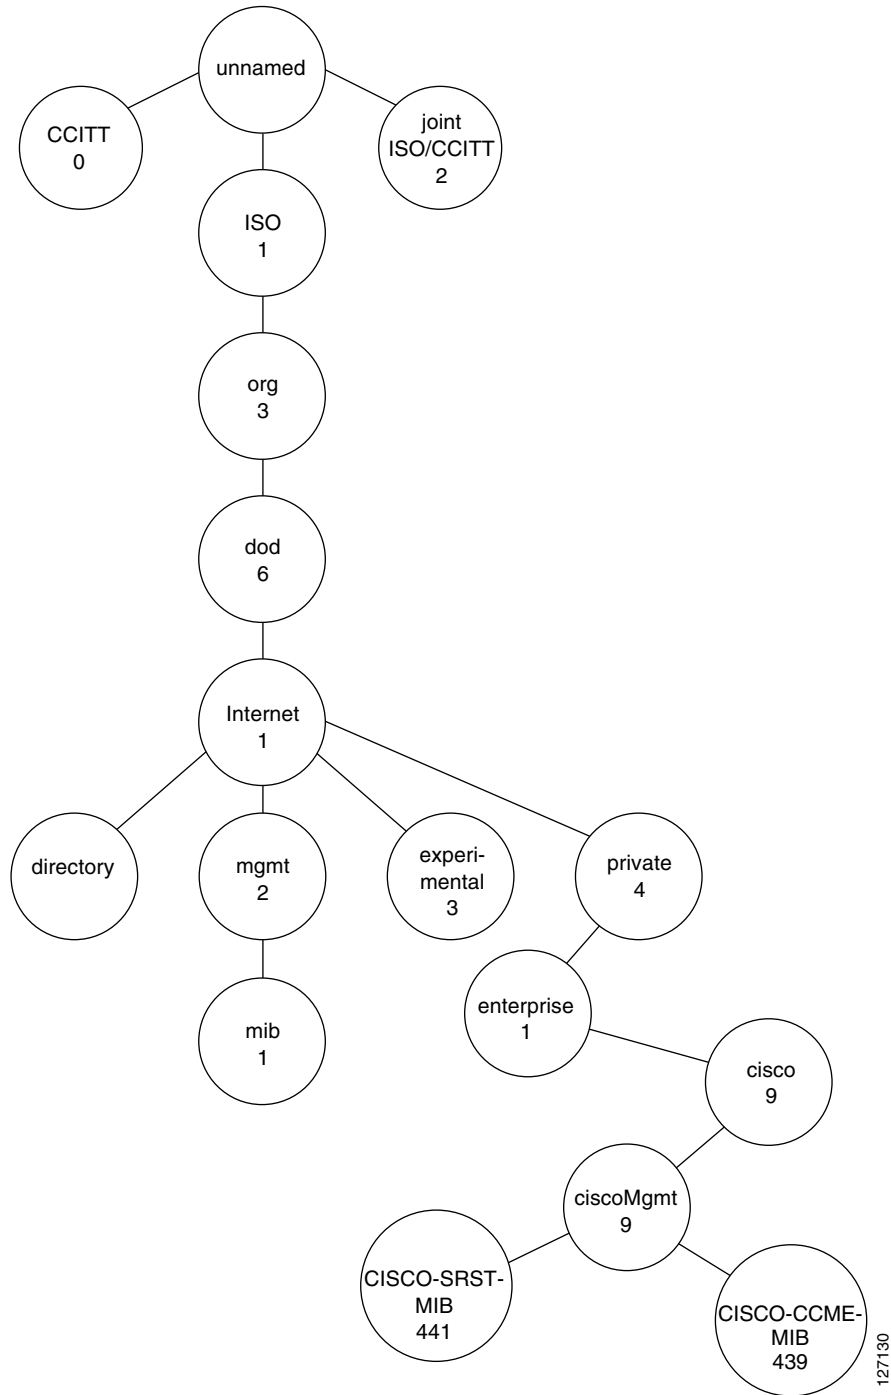 unnamed
CCITT
0
joint
ISO/CCITT
2
ISO
1
org
3
dod
6
Internet
1
directory
mgmt
2
experi-
mental
3
private
4
mib
1
enterprise
1
cisco
9
ciscoMgmt
9
CISCO-SRST-
MIB
441
CISCO-CCME-
MIB
439
127130